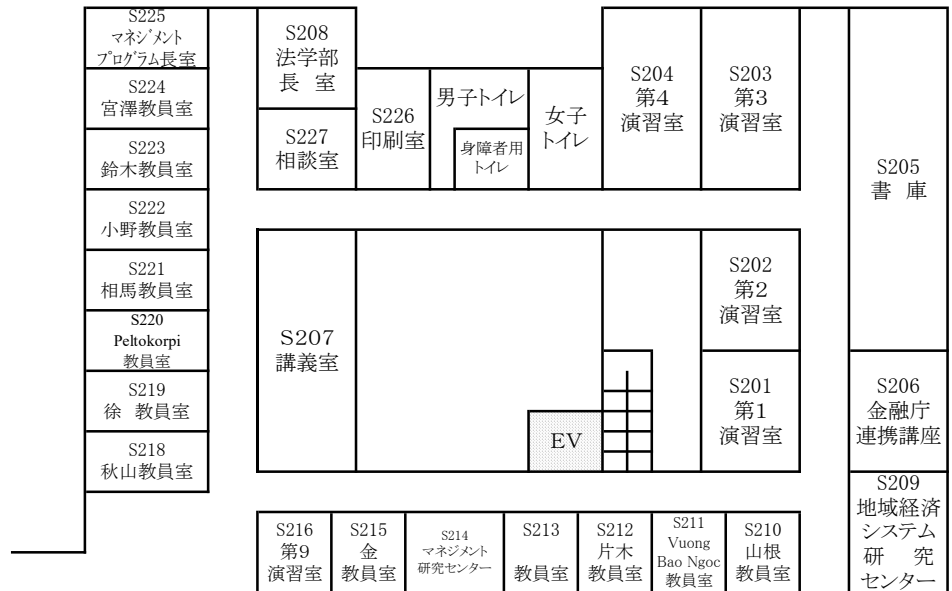 S225
マネジメント
プログラム長室
S224
宮澤教員室
S223
鈴木教員室
S222
小野教員室
S221
相馬教員室
S220
Peltokorpi
教員室
S219
徐 教員室
S218
秋山教員室
S208
法学部
長 室
S227
相談室
S226
印刷室
男子トイレ
身障者用
トイレ
女子
トイレ
S204
第4
演習室
S203
第3
演習室
S205
書 庫
S207
講義室
EV
S202
第2
演習室
S201
第1
演習室
S206
金融庁
連携講座
S209
地域経済
システム
研 究
センター
S216
第9
演習室
S215
金
教員室
S214
マネジメント
研究センター
S213
教員室
S212
片木
教員室
S211
Vuong
Bao Ngoc
教員室
S210
山根
教員室